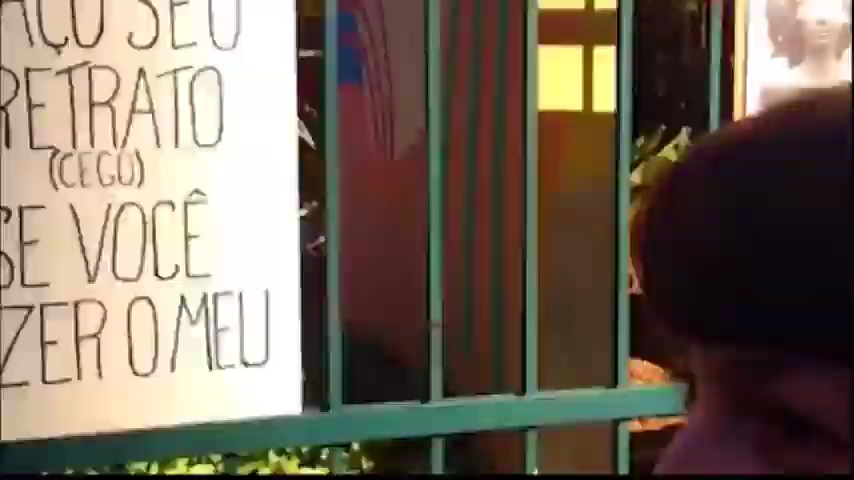 AÇO SEU
RETRATO
(CEGO)
SE VOCÊ
ZER O MEU